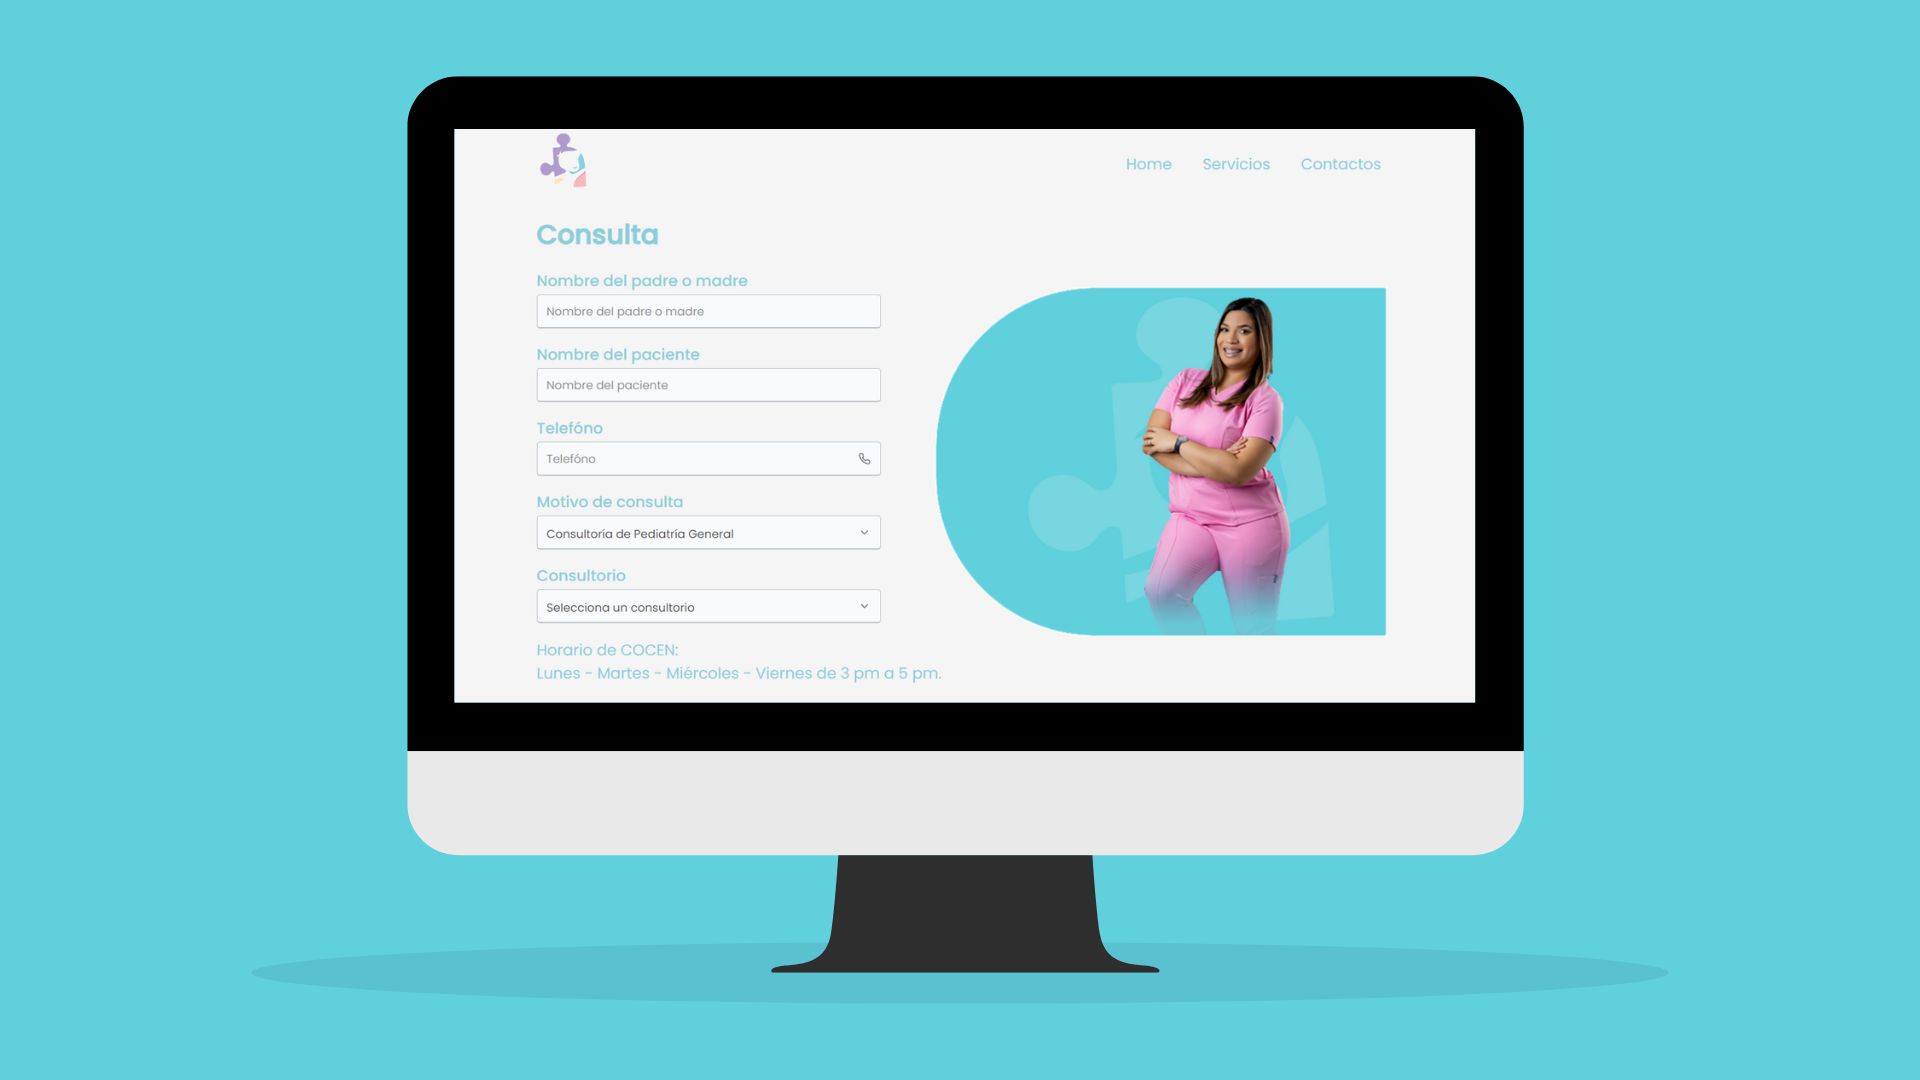 Home Servicios Contactos
Consulta
Nombre del padre o madre
Nombre del padre o madre
Nombre del paciente
Nombre del paciente
Telefóno
Telefóno
Motivo de consulta
Consultoría de Pediatría General
Consultorio
Selecciona un consultorio
Horario de COCEN:
Lunes - Martes - Miércoles - Viernes de 3 pm a 5 pm.